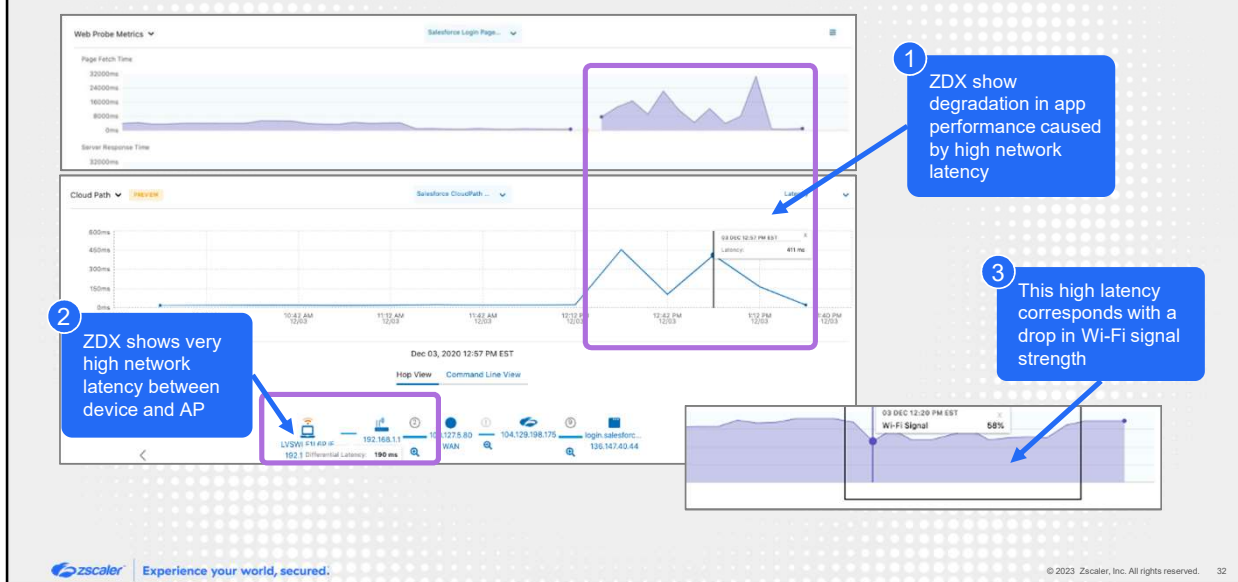 Web Probe Metrics
Salesforce Login Page...
Page Fetch Time
32000ms
24000ms
16000ms
8000ms
0ms
Server Response Time
32000ms
1
ZDX show
degradation in app
performance caused
by high network
latency
Cloud Path
PREVIEW
Salesforce CloudPath ...
600ms
450ms
300ms
150ms
0ms
03 DEC 12:57 PM EST
X
Latency:
411 ms
10:42 AM
12/03
11:12 AM
12/03
11:42 AM
12/03
12:12 P
12/03
12:42 PM
12/03
1:12 PM
12/03
:40 PM
12/03
2
ZDX shows very
high network
latency between
device and AP
3
This high latency
corresponds with a
drop in Wi-Fi signal
strength
Dec 03, 2020 12:57 PM EST
Hop View Command Line View
192.168.1.1
WAN
104.129.198.175
login.salesforc...
136.147.40.44
192.1
Differential Latency: 190 ms
03 DEC 12:20 PM EST
X
Wi-Fi Signal 58%
zscaler
Experience your world, secured.
© 2023 Zscaler, Inc. All rights reserved. 32